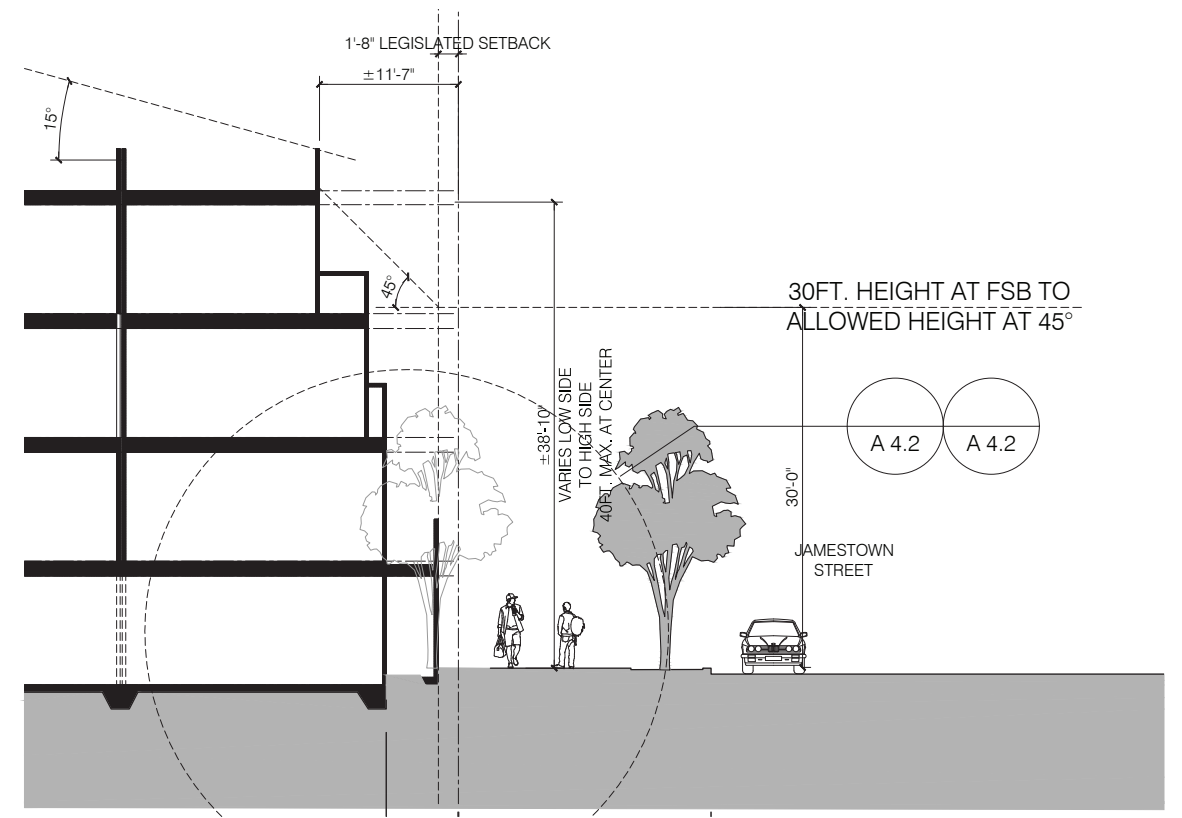 1'-8" LEGISLATED SETBACK
±11'-7"
15°
45°
30FT. HEIGHT AT FSB TO
ALLOWED HEIGHT AT 45°
±38'-10"
VARIES LOW SIDE
TO HIGH SIDE
40FT. MAX. AT CENTER
A 4.2
A 4.2
30'-0"
JAMESTOWN
STREET